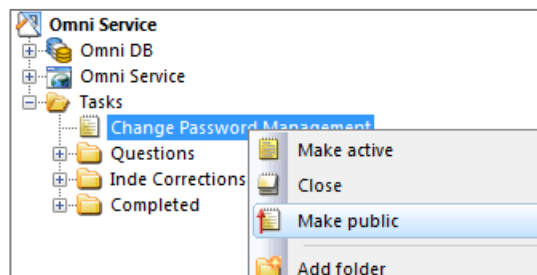 Omni Service
Omni DB
Omni Service
Tasks
Change Password Management
Questions
Inde Corrections
Completed
Make active
Close
Make public
Add folder